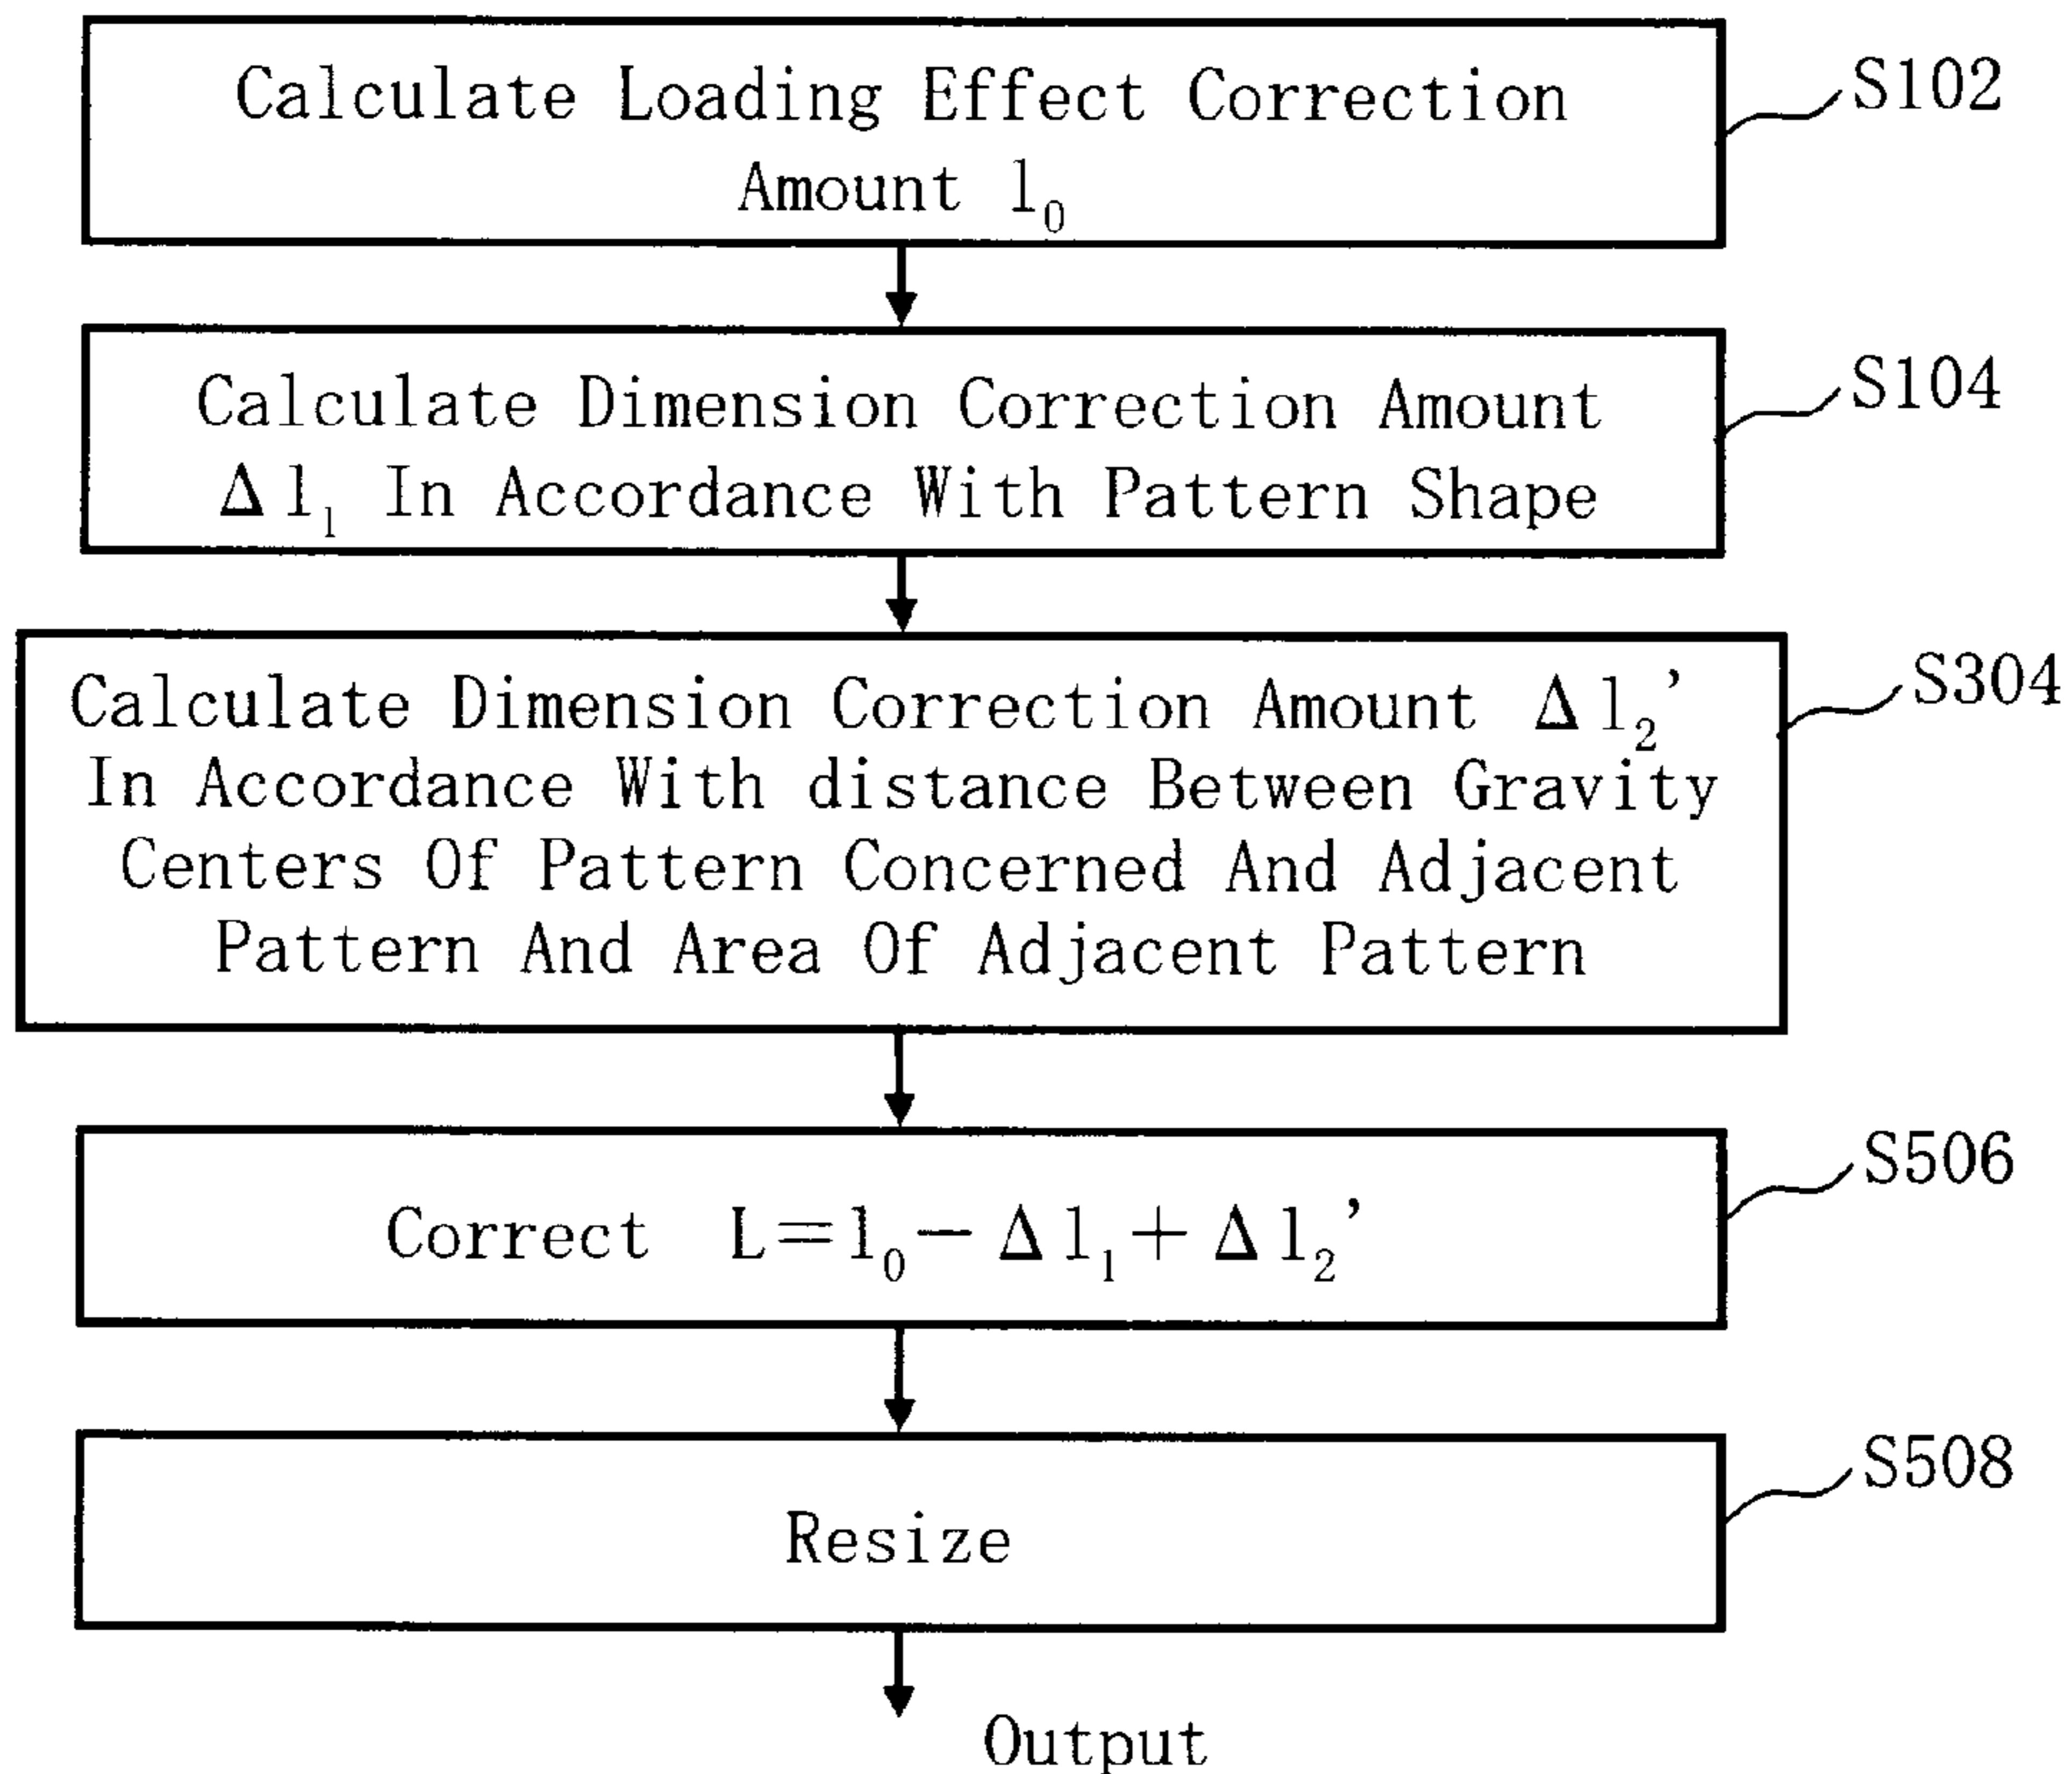 Calculate Loading Effect Correction
Amount l₀
S102
Calculate Dimension Correction Amount
Δl₁ In Accordance With Pattern Shape
S104
Calculate Dimension Correction Amount Δl₂’
In Accordance With distance Between Gravity
Centers Of Pattern Concerned And Adjacent
Pattern And Area Of Adjacent Pattern
S304
Correct L=l₀-Δl₁+Δl₂’
S506
Resize
S508
Output